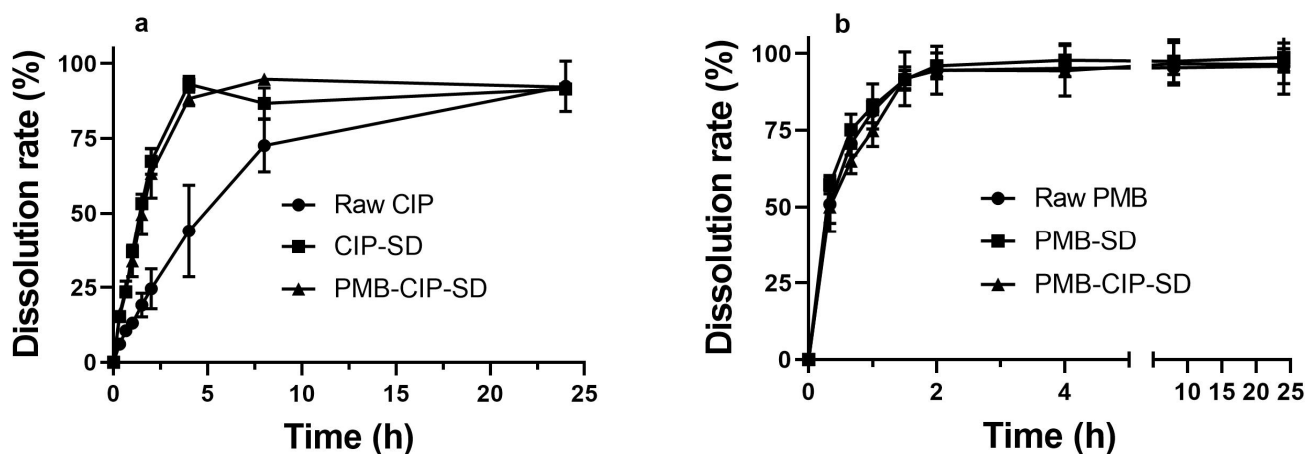 a
Dissolution rate (%)
100
75
50
25
0
Raw CIP
CIP-SD
PMB-CIP-SD
0 5 10 15 20 25
Time (h)
b
Dissolution rate (%)
100
75
50
25
0
Raw PMB
PMB-SD
PMB-CIP-SD
0 2 4 10 15 20 25
Time (h)